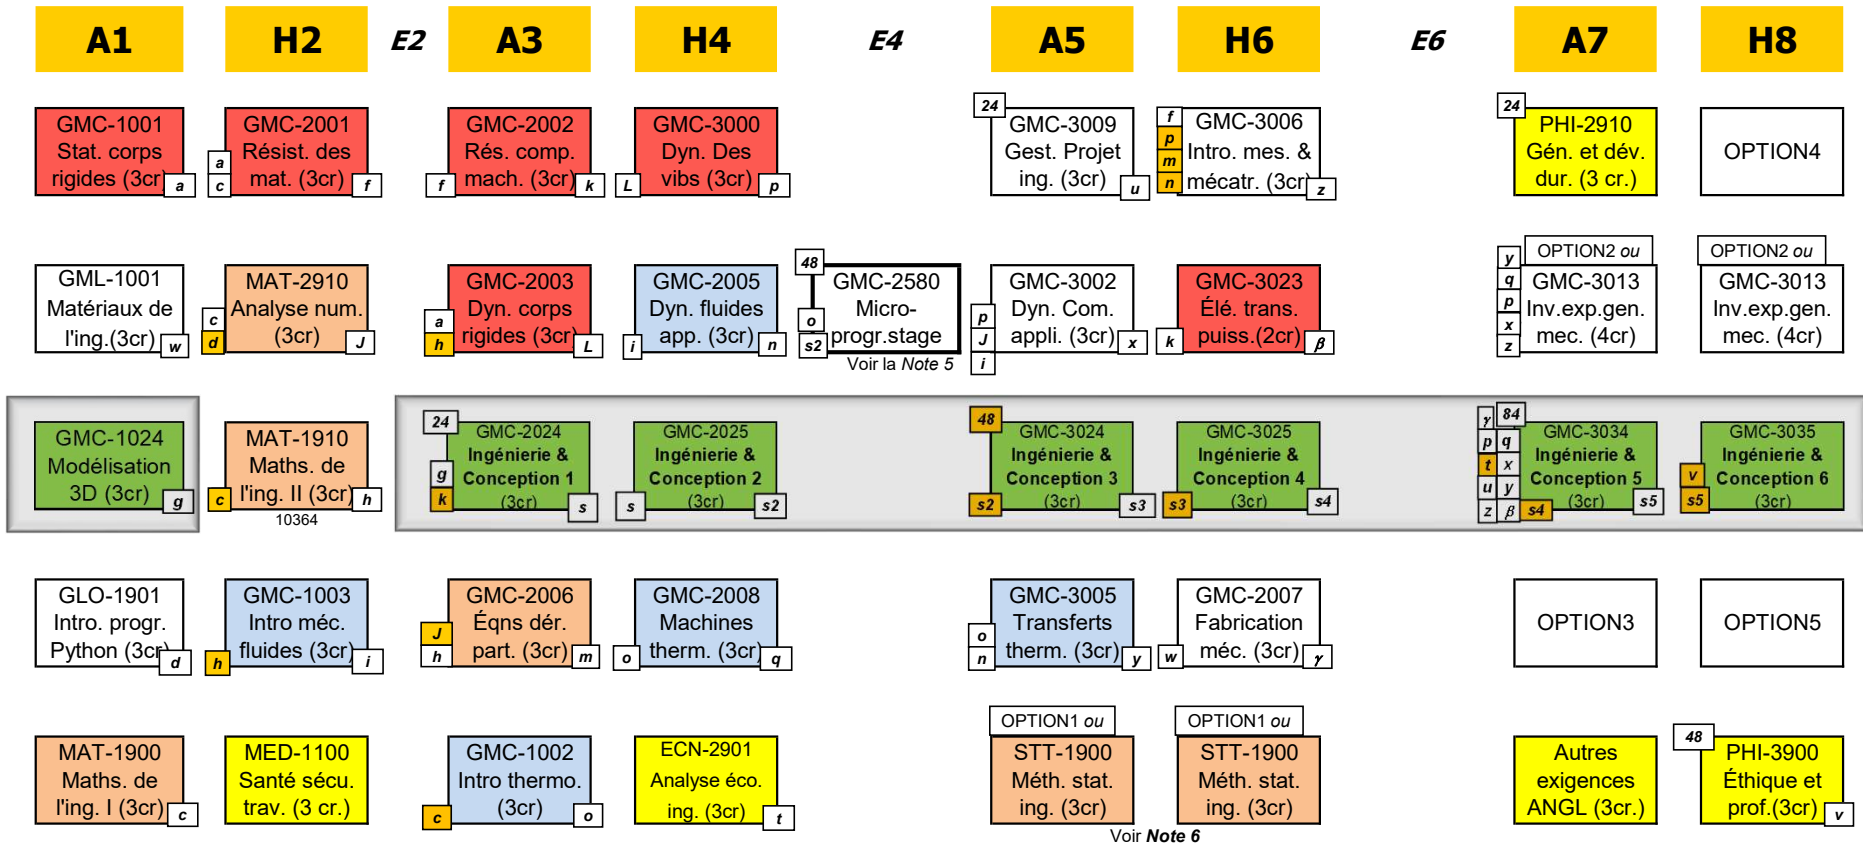 A1 H2 E2 A3 H4 E4 A5 H6 E6 A7 H8
GMC-1001
Stat. corps
rigides (3cr)
a
a
c
GMC-2001
Résist. des
mat. (3cr)
f
f
GMC-2002
Rés. comp.
mach. (3cr)
k
L
GMC-3000
Dyn. Des
vibs (3cr)
p
24
GMC-3009
Gest. Projet
ing. (3cr)
u
f
p
m
n
GMC-3006
Intro. mes. &
mécatr. (3cr)
z
24
PHI-2910
Gén. et dév.
dur. (3 cr.)
OPTION4
GML-1001
Matériaux de
l'ing.(3cr)
w
c
d
MAT-2910
Analyse num.
(3cr)
J
a
h
GMC-2003
Dyn. corps
rigides (3cr)
L
i
GMC-2005
Dyn. fluides
app. (3cr)
n
48
o
s2
GMC-2580
Micro-
progr.stage
Voir la Note 5
p
J
i
GMC-3002
Dyn. Com.
appli. (3cr)
x
k
GMC-3023
Élé. trans.
puiss.(2cr)
β
y
q
p
x
z
OPTION2 ou
GMC-3013
Inv.exp.gen.
mec. (4cr)
OPTION2 ou
GMC-3013
Inv.exp.gen.
mec. (4cr)
GMC-1024
Modélisation
3D (3cr)
g
c
MAT-1910
Maths. de
l'ing. II (3cr)
h
10364
24
g
k
GMC-2024
Ingénierie &
Conception 1
(3cr)
s
s
GMC-2025
Ingénierie &
Conception 2
(3cr)
s2
48
s2
GMC-3024
Ingénierie &
Conception 3
(3cr)
s3
s3
GMC-3025
Ingénierie &
Conception 4
(3cr)
s4
γ 84
p q
t x
u y
z β s4
GMC-3034
Ingénierie &
Conception 5
(3cr)
s5
v
s5
GMC-3035
Ingénierie &
Conception 6
(3cr)
GLO-1901
Intro. progr.
Python (3cr)
d
h
GMC-1003
Intro méc.
fluides (3cr)
i
J
h
GMC-2006
Éqns dér.
part. (3cr)
m
o
GMC-2008
Machines
therm. (3cr)
q
o
n
GMC-3005
Transferts
therm. (3cr)
y
w
GMC-2007
Fabrication
méc. (3cr)
γ
OPTION3
OPTION5
MAT-1900
Maths. de
l'ing. I (3cr)
c
MED-1100
Santé sécu.
trav. (3 cr.)
c
GMC-1002
Intro thermo.
(3cr)
o
ECN-2901
Analyse éco.
ing. (3cr)
t
OPTION1 ou
STT-1900
Méth. stat.
ing. (3cr)
OPTION1 ou
STT-1900
Méth. stat.
ing. (3cr)
Voir Note 6
Autres
exigences
ANGL (3cr.)
48
PHI-3900
Éthique et
prof.(3cr)
v